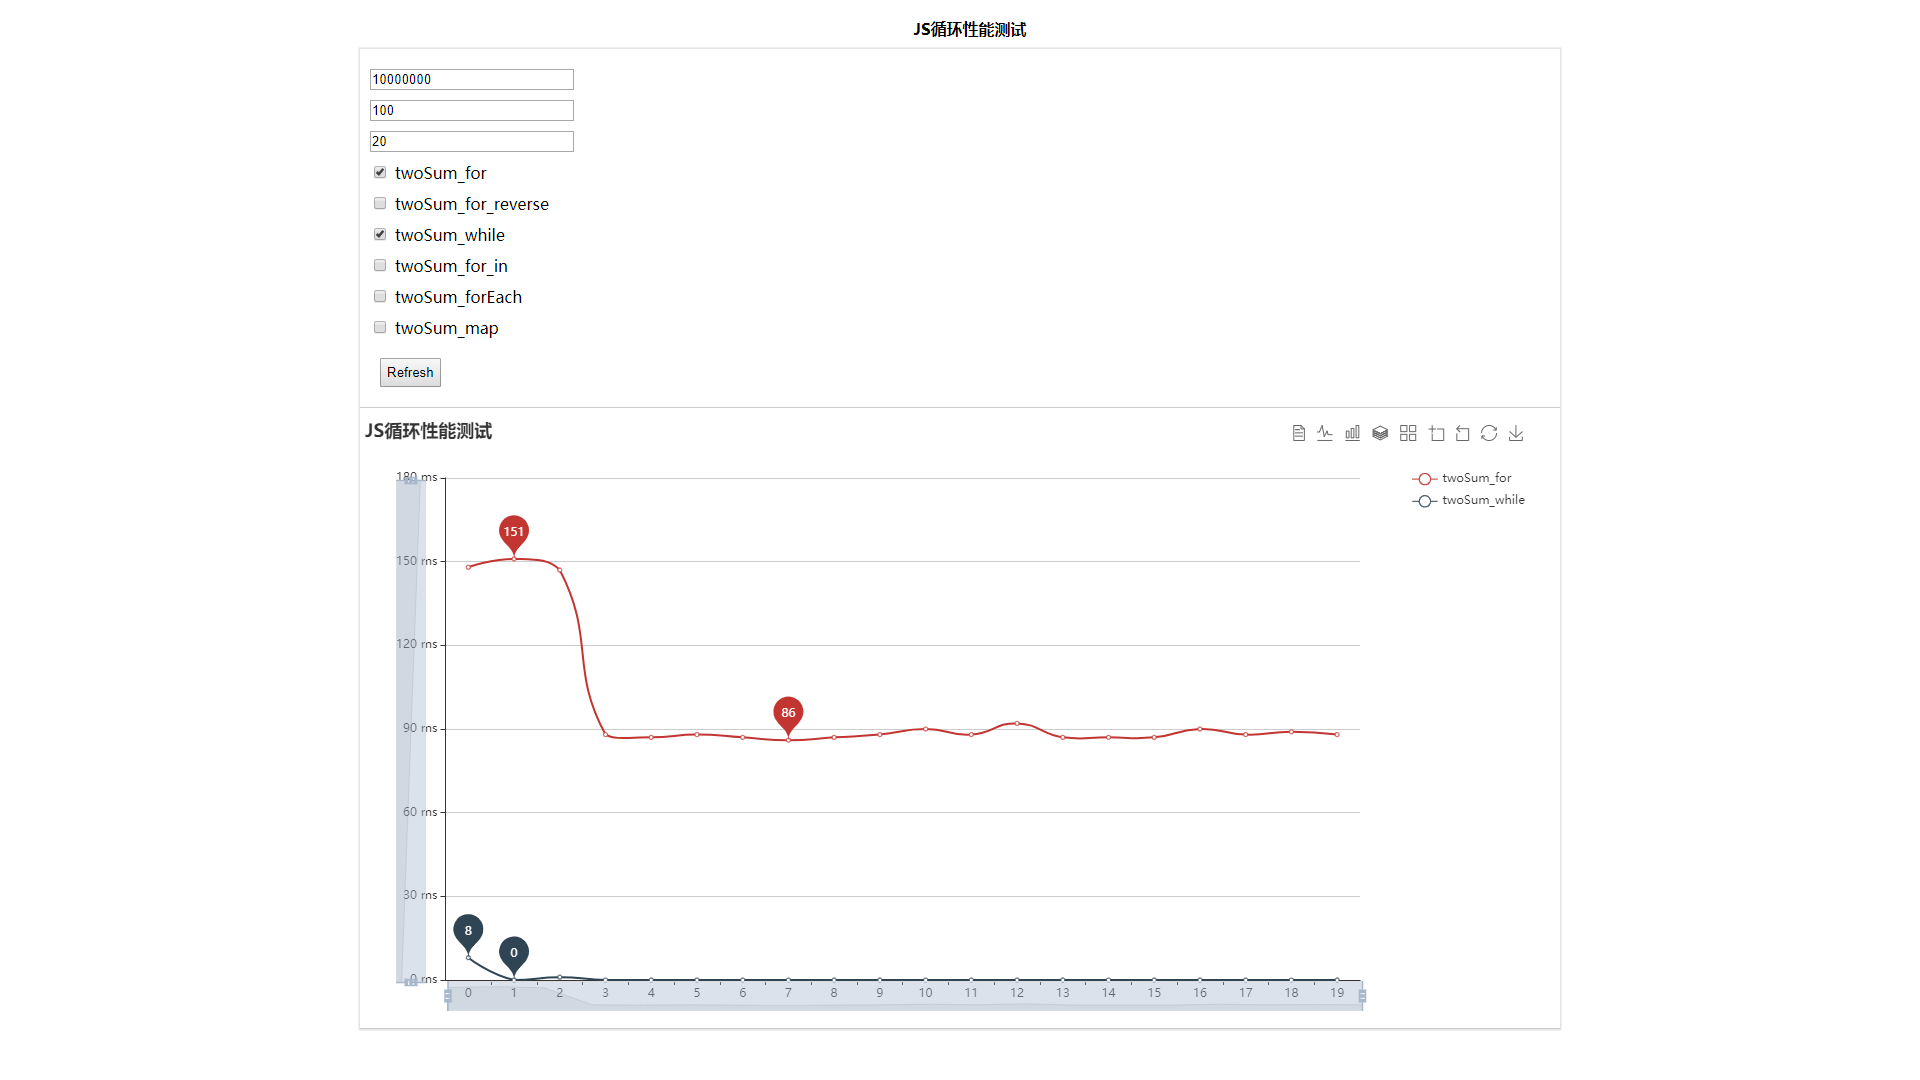 JS循环性能测试
10000000
100
20
twoSum_for
twoSum_for_reverse
twoSum_while
twoSum_for_in
twoSum_forEach
twoSum_map
Refresh
JS循环性能测试
twoSum_for
twoSum_while
180 ms
150 ms
120 ms
90 ms
60 ms
30 ms
0 ms
151
86
8
0
0 1 2 3 4 5 6 7 8 9 10 11 12 13 14 15 16 17 18 19